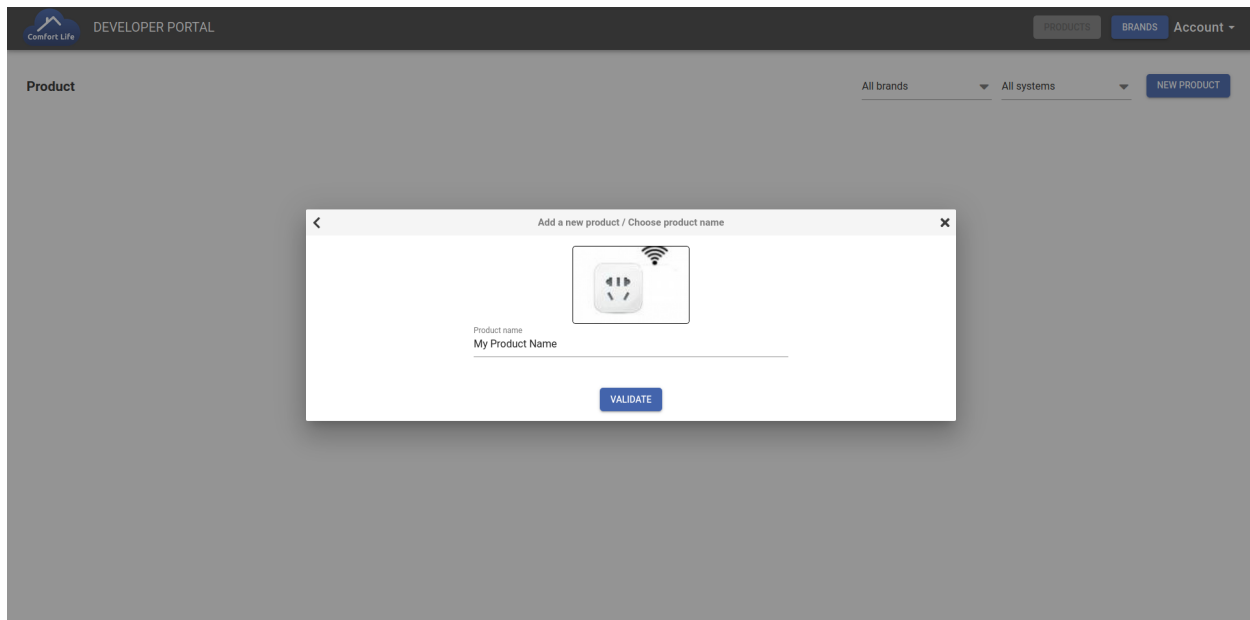 Comfort Life
DEVELOPER PORTAL
PRODUCTS
BRANDS
Account
Product
All brands
All systems
NEW PRODUCT
Add a new product / Choose product name
Product name
My Product Name
VALIDATE